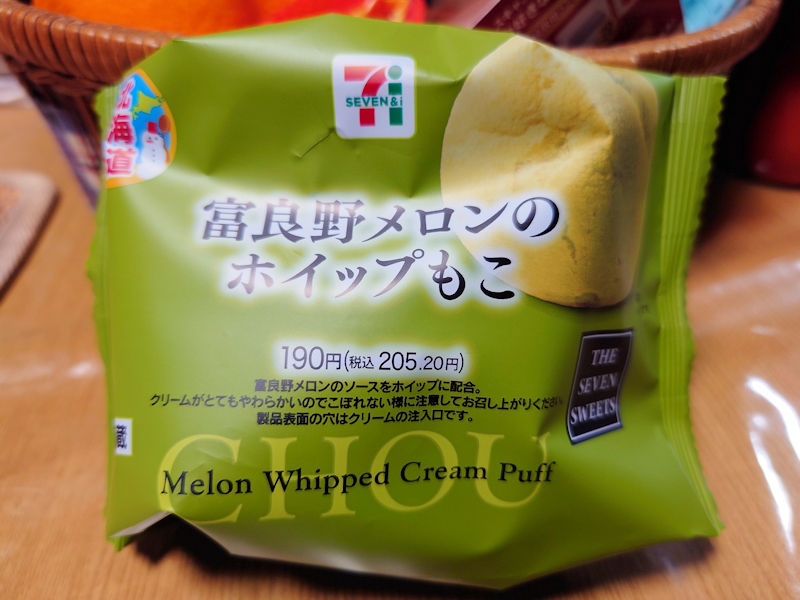 SEVEN&i
北海道
富良野メロンの
ホイップもこ
190円(税込 205.20円)
富良野メロンのソースをホイップに配合。
クリームがとてもやわらかいのでこぼれない様に注意してお召し上がりください
製品表面の穴はクリームの注入口です。
THE
SEVEN
SWEETS
蔵
CHOU
Melon Whipped Cream Puff